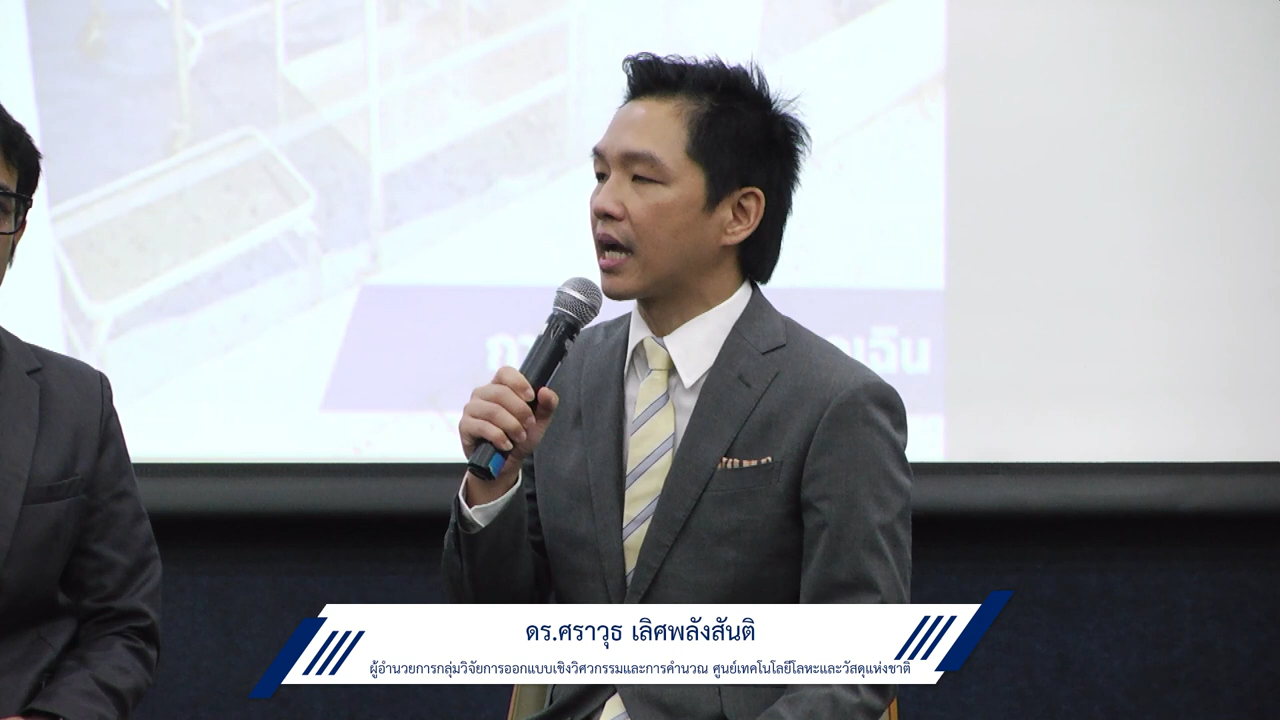 ดร.ศราวุธ เลิศพลังสันติ
ผู้อำนวยการกลุ่มวิจัยการออกแบบเชิงวิศวกรรมและการคำนวณ ศูนย์เทคโนโลยีโลหะและวัสดุแห่งชาติ